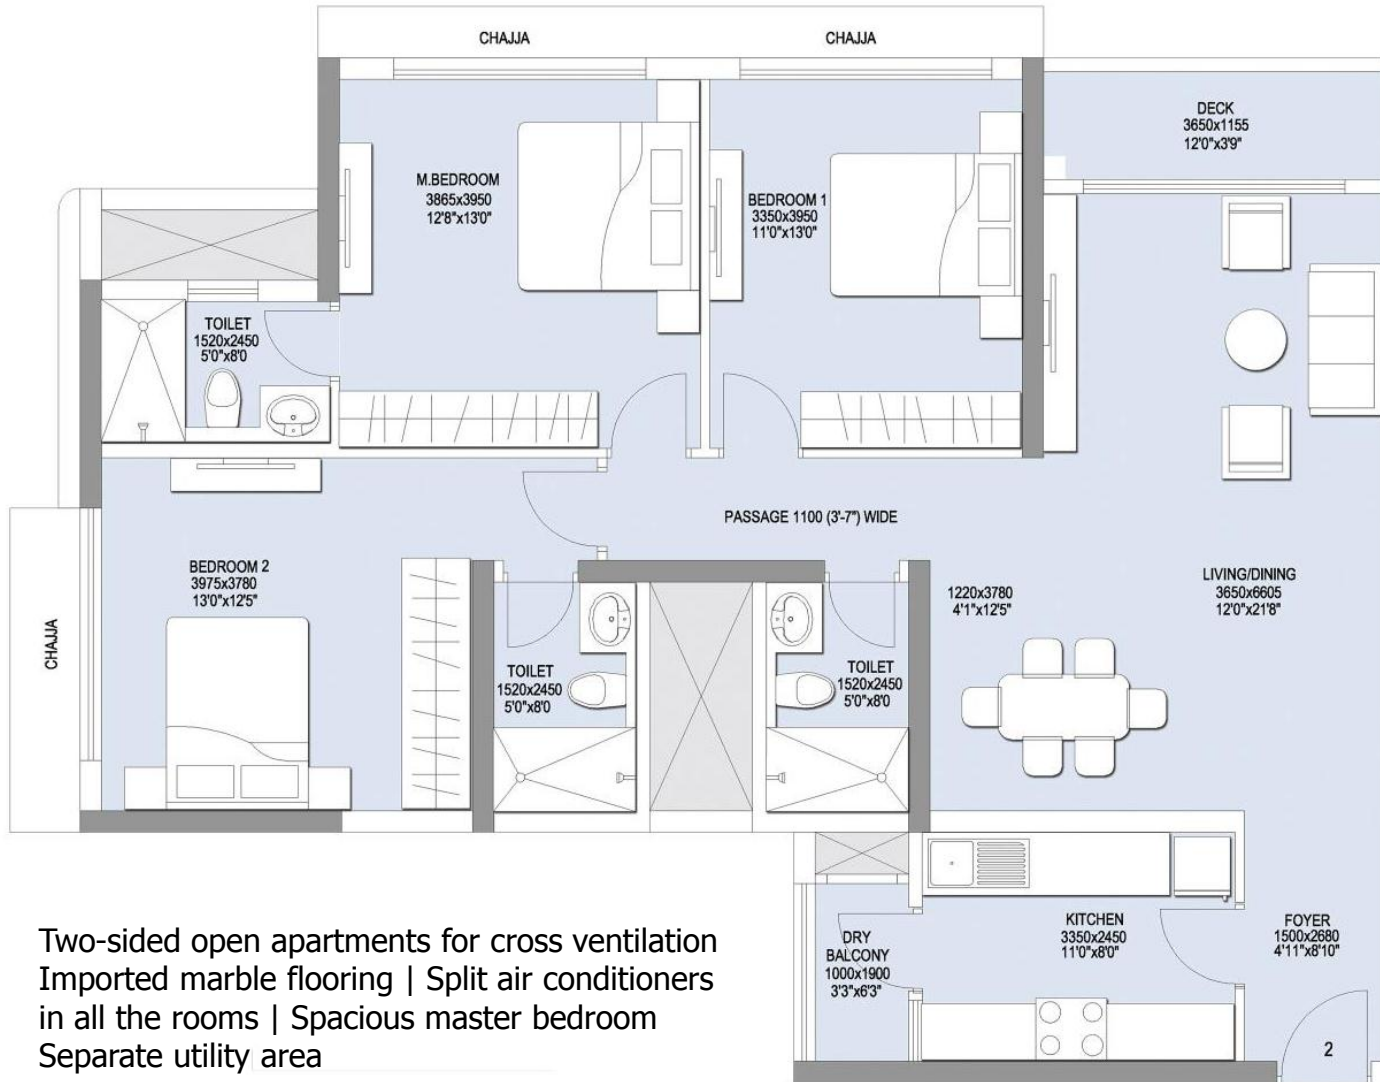 CHAJJA
CHAJJA
DECK
3650x1155
12'0"x3'9"
M.BEDROOM
3865x3950
12'8"x13'0"
BEDROOM 1
3350x3950
11'0"x13'0"
TOILET
1520x2450
5'0"x8'0
PASSAGE 1100 (3'-7") WIDE
BEDROOM 2
3975x3780
13'0"x12'5"
CHAJJA
1220x3780
4'1"x12'5"
LIVING/DINING
3650x6605
12'0"x21'8"
TOILET
1520x2450
5'0"x8'0
TOILET
1520x2450
5'0"x8'0
KITCHEN
3350x2450
11'0"x8'0"
FOYER
1500x2680
4'11"x8'10"
DRY
BALCONY
1000x1900
3'3"x6'3"
2
Two-sided open apartments for cross ventilation
Imported marble flooring | Split air conditioners
in all the rooms | Spacious master bedroom
Separate utility area